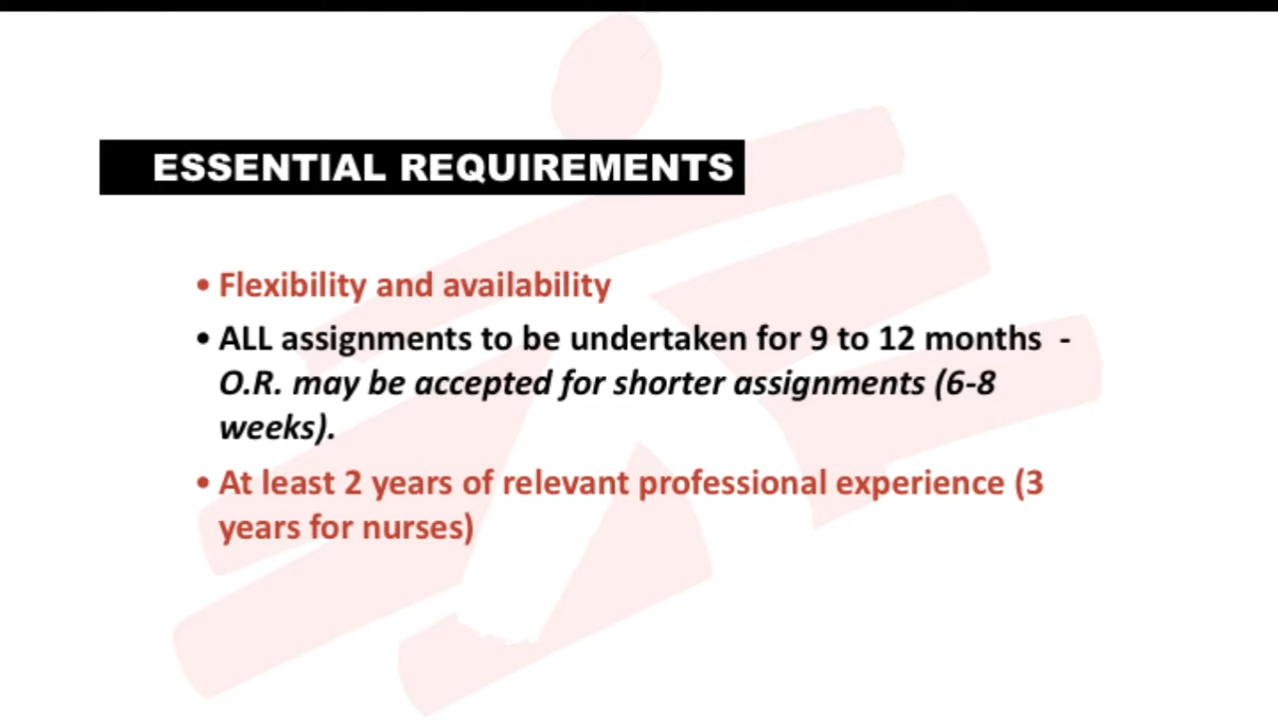 ESSENTIAL REQUIREMENTS
• Flexibility and availability
• ALL assignments to be undertaken for 9 to 12 months -
O.R. may be accepted for shorter assignments (6-8
weeks).
• At least 2 years of relevant professional experience (3
years for nurses)